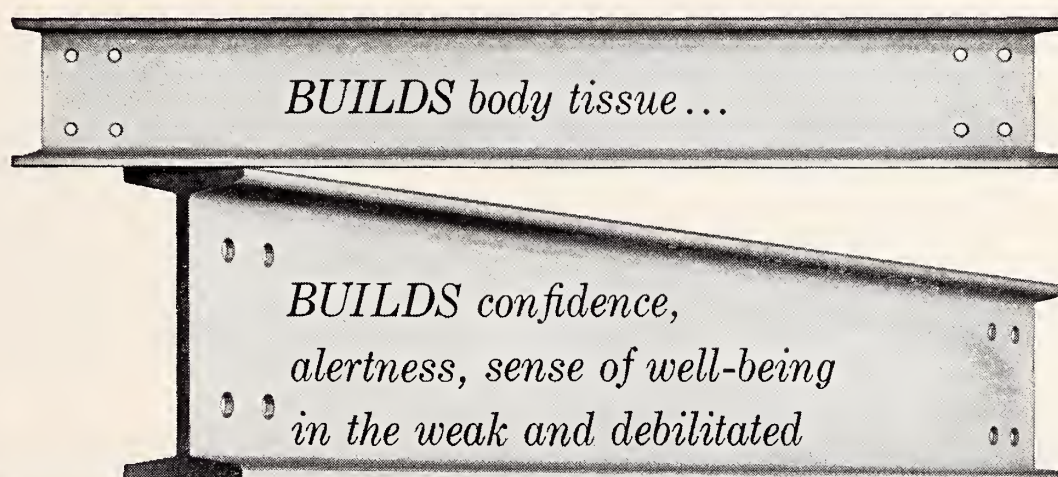 BUILDS body tissue...
BUILDS confidence,
alertness, sense of well-being
in the weak and debilitated